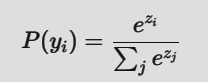 P(y_i) = \frac{e^{z_i}}{\sum_j e^{z_j}}